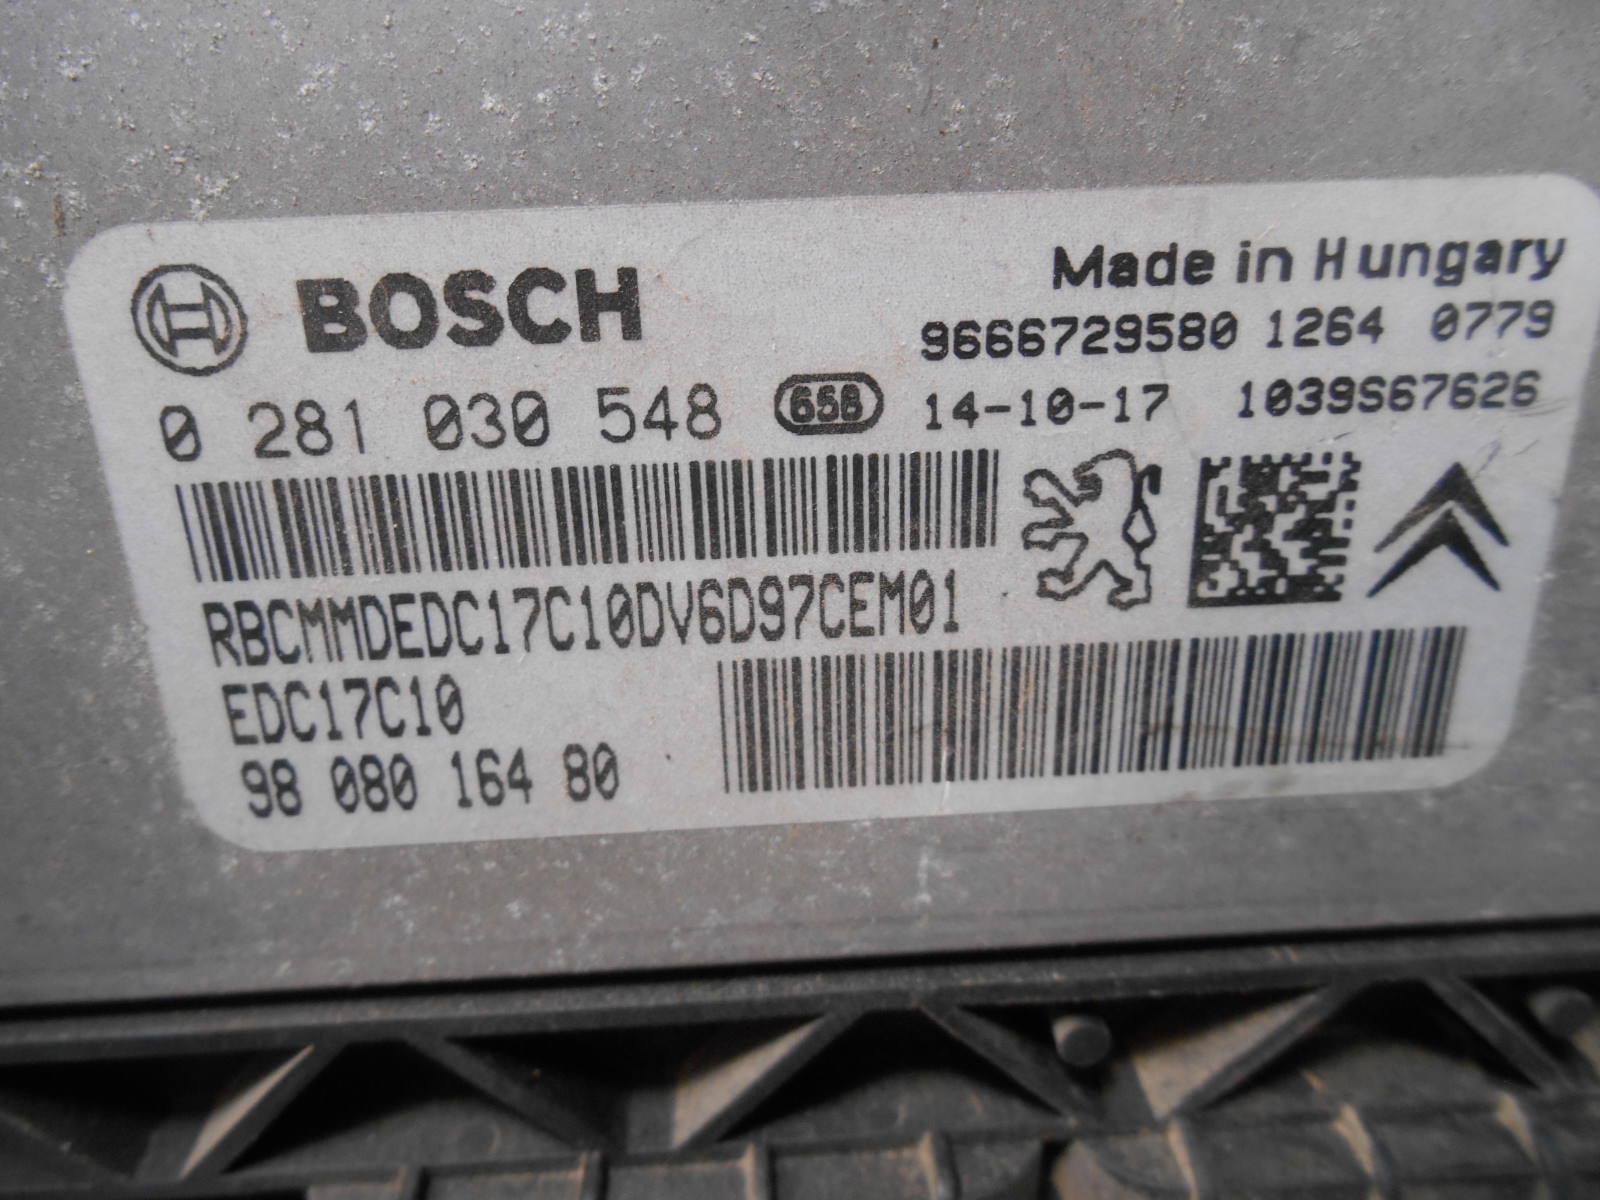 BOSCH
Made in Hungary
9666729580 1264 0779
0 281 030 548 658 14-10-17 1039S67626
RBCMMDEDC17C10DV6D97CEM01
EDC17C10
98 080 164 80